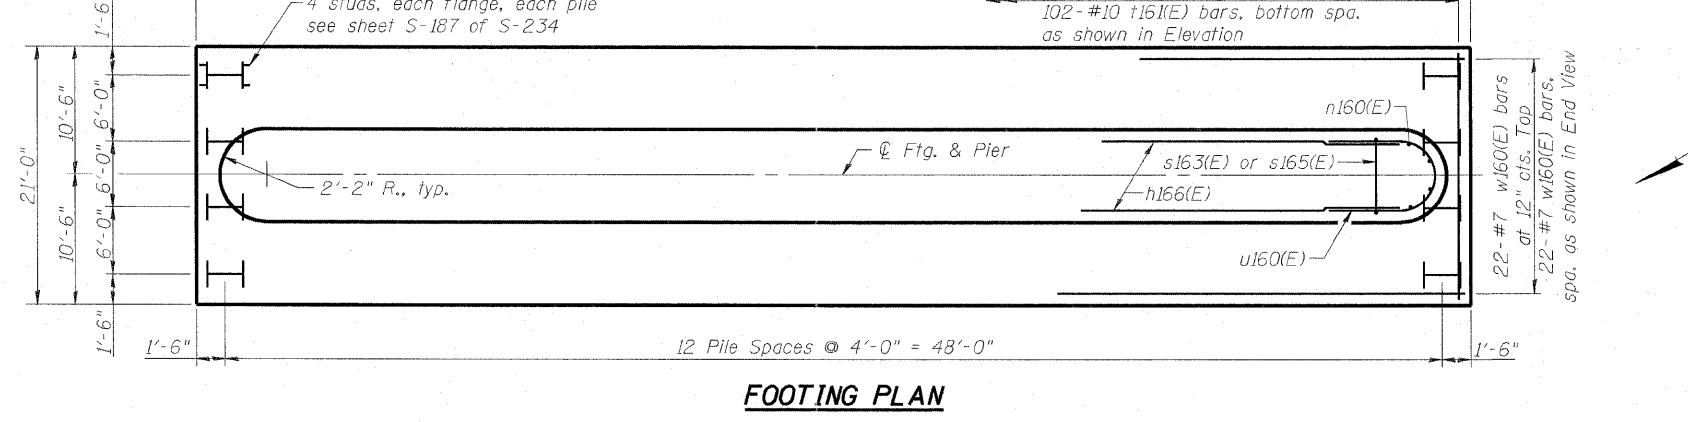 4 studs, each flange, each pile
see sheet S-187 of S-234
102-#10 t161(E) bars, bottom spa.
as shown in Elevation
1'-6"
21'-0"
10'-6"
10'-6"
6'-0"
6'-0"
6'-0"
1'-6"
2'-2" R., typ.
℄ Ftg. & Pier
n160(E)
s163(E) or s165(E)
h166(E)
u160(E)
22-#7 w160(E) bars
at 12" cts. Top
22-#7 w160(E) bars,
spa. as shown in End View
1'-6"
12 Pile Spaces @ 4'-0" = 48'-0"
1'-6"
FOOTING PLAN